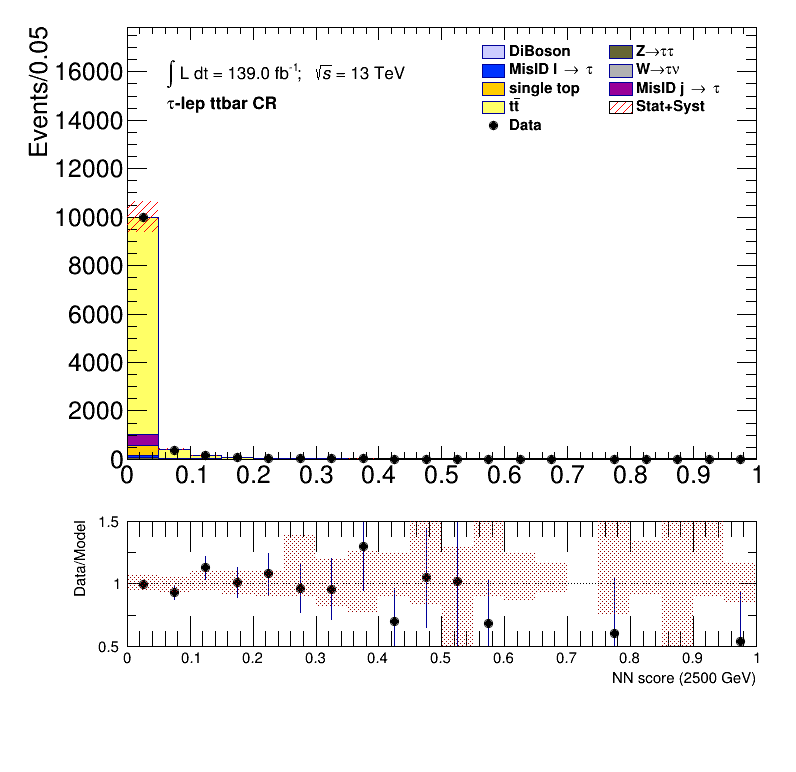 Events/0.05
16000
14000
12000
10000
8000
6000
4000
2000
0
∫ L dt = 139.0 fb⁻¹; √s = 13 TeV
τ-lep ttbar CR
DiBoson
MisID l → τ
single top
tt̄
Data
Z→ττ
W→τν
MisID j → τ
Stat+Syst
0 0.1 0.2 0.3 0.4 0.5 0.6 0.7 0.8 0.9 1
Data/Model
1.5
1
0.5
0 0.1 0.2 0.3 0.4 0.5 0.6 0.7 0.8 0.9 1
NN score (2500 GeV)